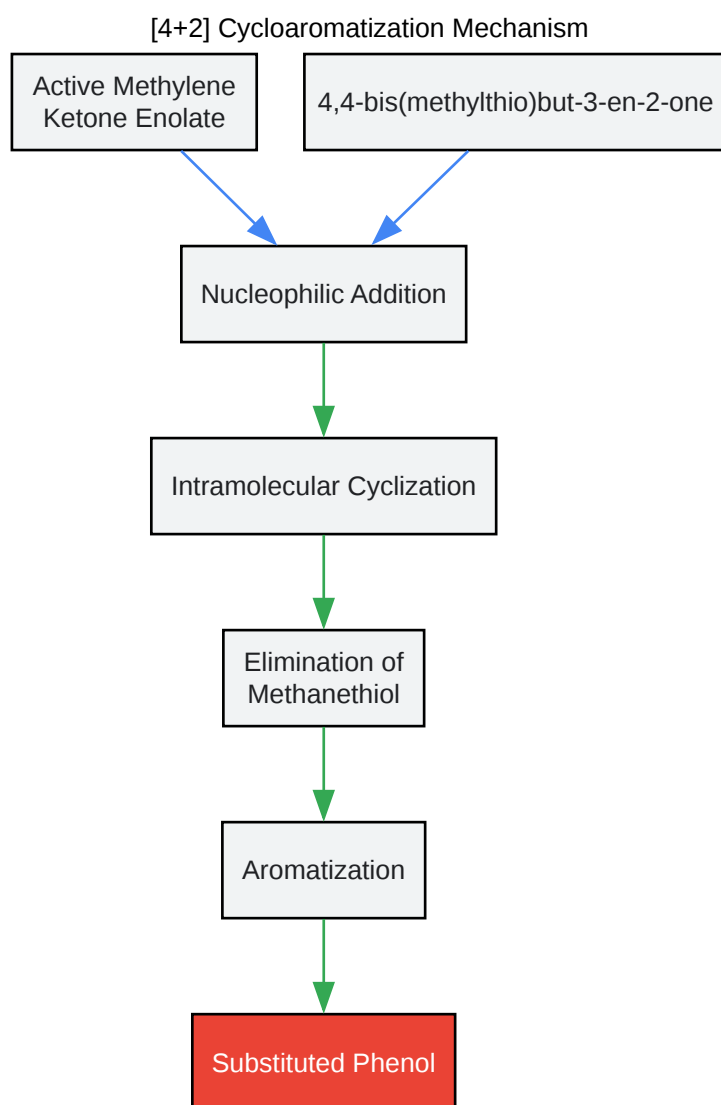 [4+2] Cycloaromatization Mechanism
Active Methylene
Ketone Enolate
4,4-bis(methylthio)but-3-en-2-one
Nucleophilic Addition
Intramolecular Cyclization
Elimination of
Methanethiol
Aromatization
Substituted Phenol